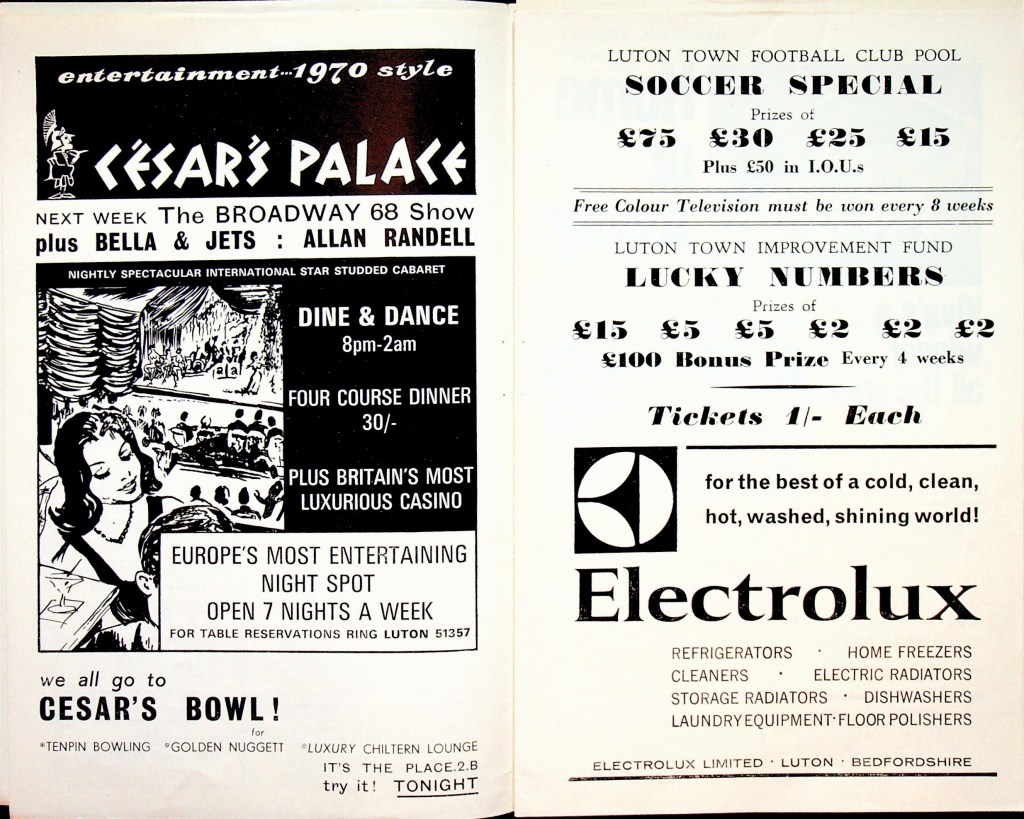 entertainment...1970 style
CÉSAR'S PALACE
NEXT WEEK The BROADWAY 68 Show
plus BELLA & JETS : ALLAN RANDELL
NIGHTLY SPECTACULAR INTERNATIONAL STAR STUDDED CABARET
DINE & DANCE
8pm-2am
FOUR COURSE DINNER
30/-
PLUS BRITAIN'S MOST
LUXURIOUS CASINO
EUROPE'S MOST ENTERTAINING
NIGHT SPOT
OPEN 7 NIGHTS A WEEK
FOR TABLE RESERVATIONS RING LUTON 51357
we all go to
CESAR'S BOWL!
for
*TENPIN BOWLING *GOLDEN NUGGETT *LUXURY CHILTERN LOUNGE
IT'S THE PLACE.2.B
try it! TONIGHT
LUTON TOWN FOOTBALL CLUB POOL
SOCCER SPECIAL
Prizes of
£75 £30 £25 £15
Plus £50 in I.O.U.s
Free Colour Television must be won every 8 weeks
LUTON TOWN IMPROVEMENT FUND
LUCKY NUMBERS
Prizes of
£15 £5 £5 £2 £2 £2
£100 Bonus Prize Every 4 weeks
Tickets 1/- Each
for the best of a cold, clean,
hot, washed, shining world!
Electrolux
REFRIGERATORS · HOME FREEZERS
CLEANERS · ELECTRIC RADIATORS
STORAGE RADIATORS · DISHWASHERS
LAUNDRY EQUIPMENT · FLOOR POLISHERS
ELECTROLUX LIMITED · LUTON · BEDFORDSHIRE